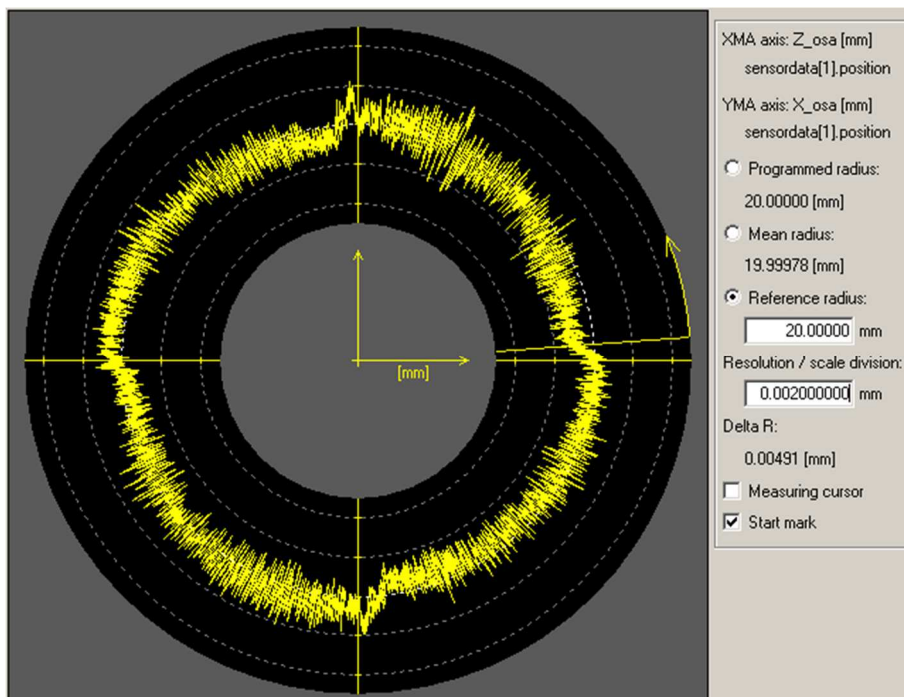 XMA axis: Z_osa [mm]
sensordata[1].position
YMA axis: X_osa [mm]
sensordata[1].position
Programmed radius:
20.00000 [mm]
Mean radius:
19.99978 [mm]
Reference radius:
20.00000 mm
Resolution / scale division:
0.002000000 mm
Delta R:
0.00491 [mm]
Measuring cursor
Start mark
[mm]